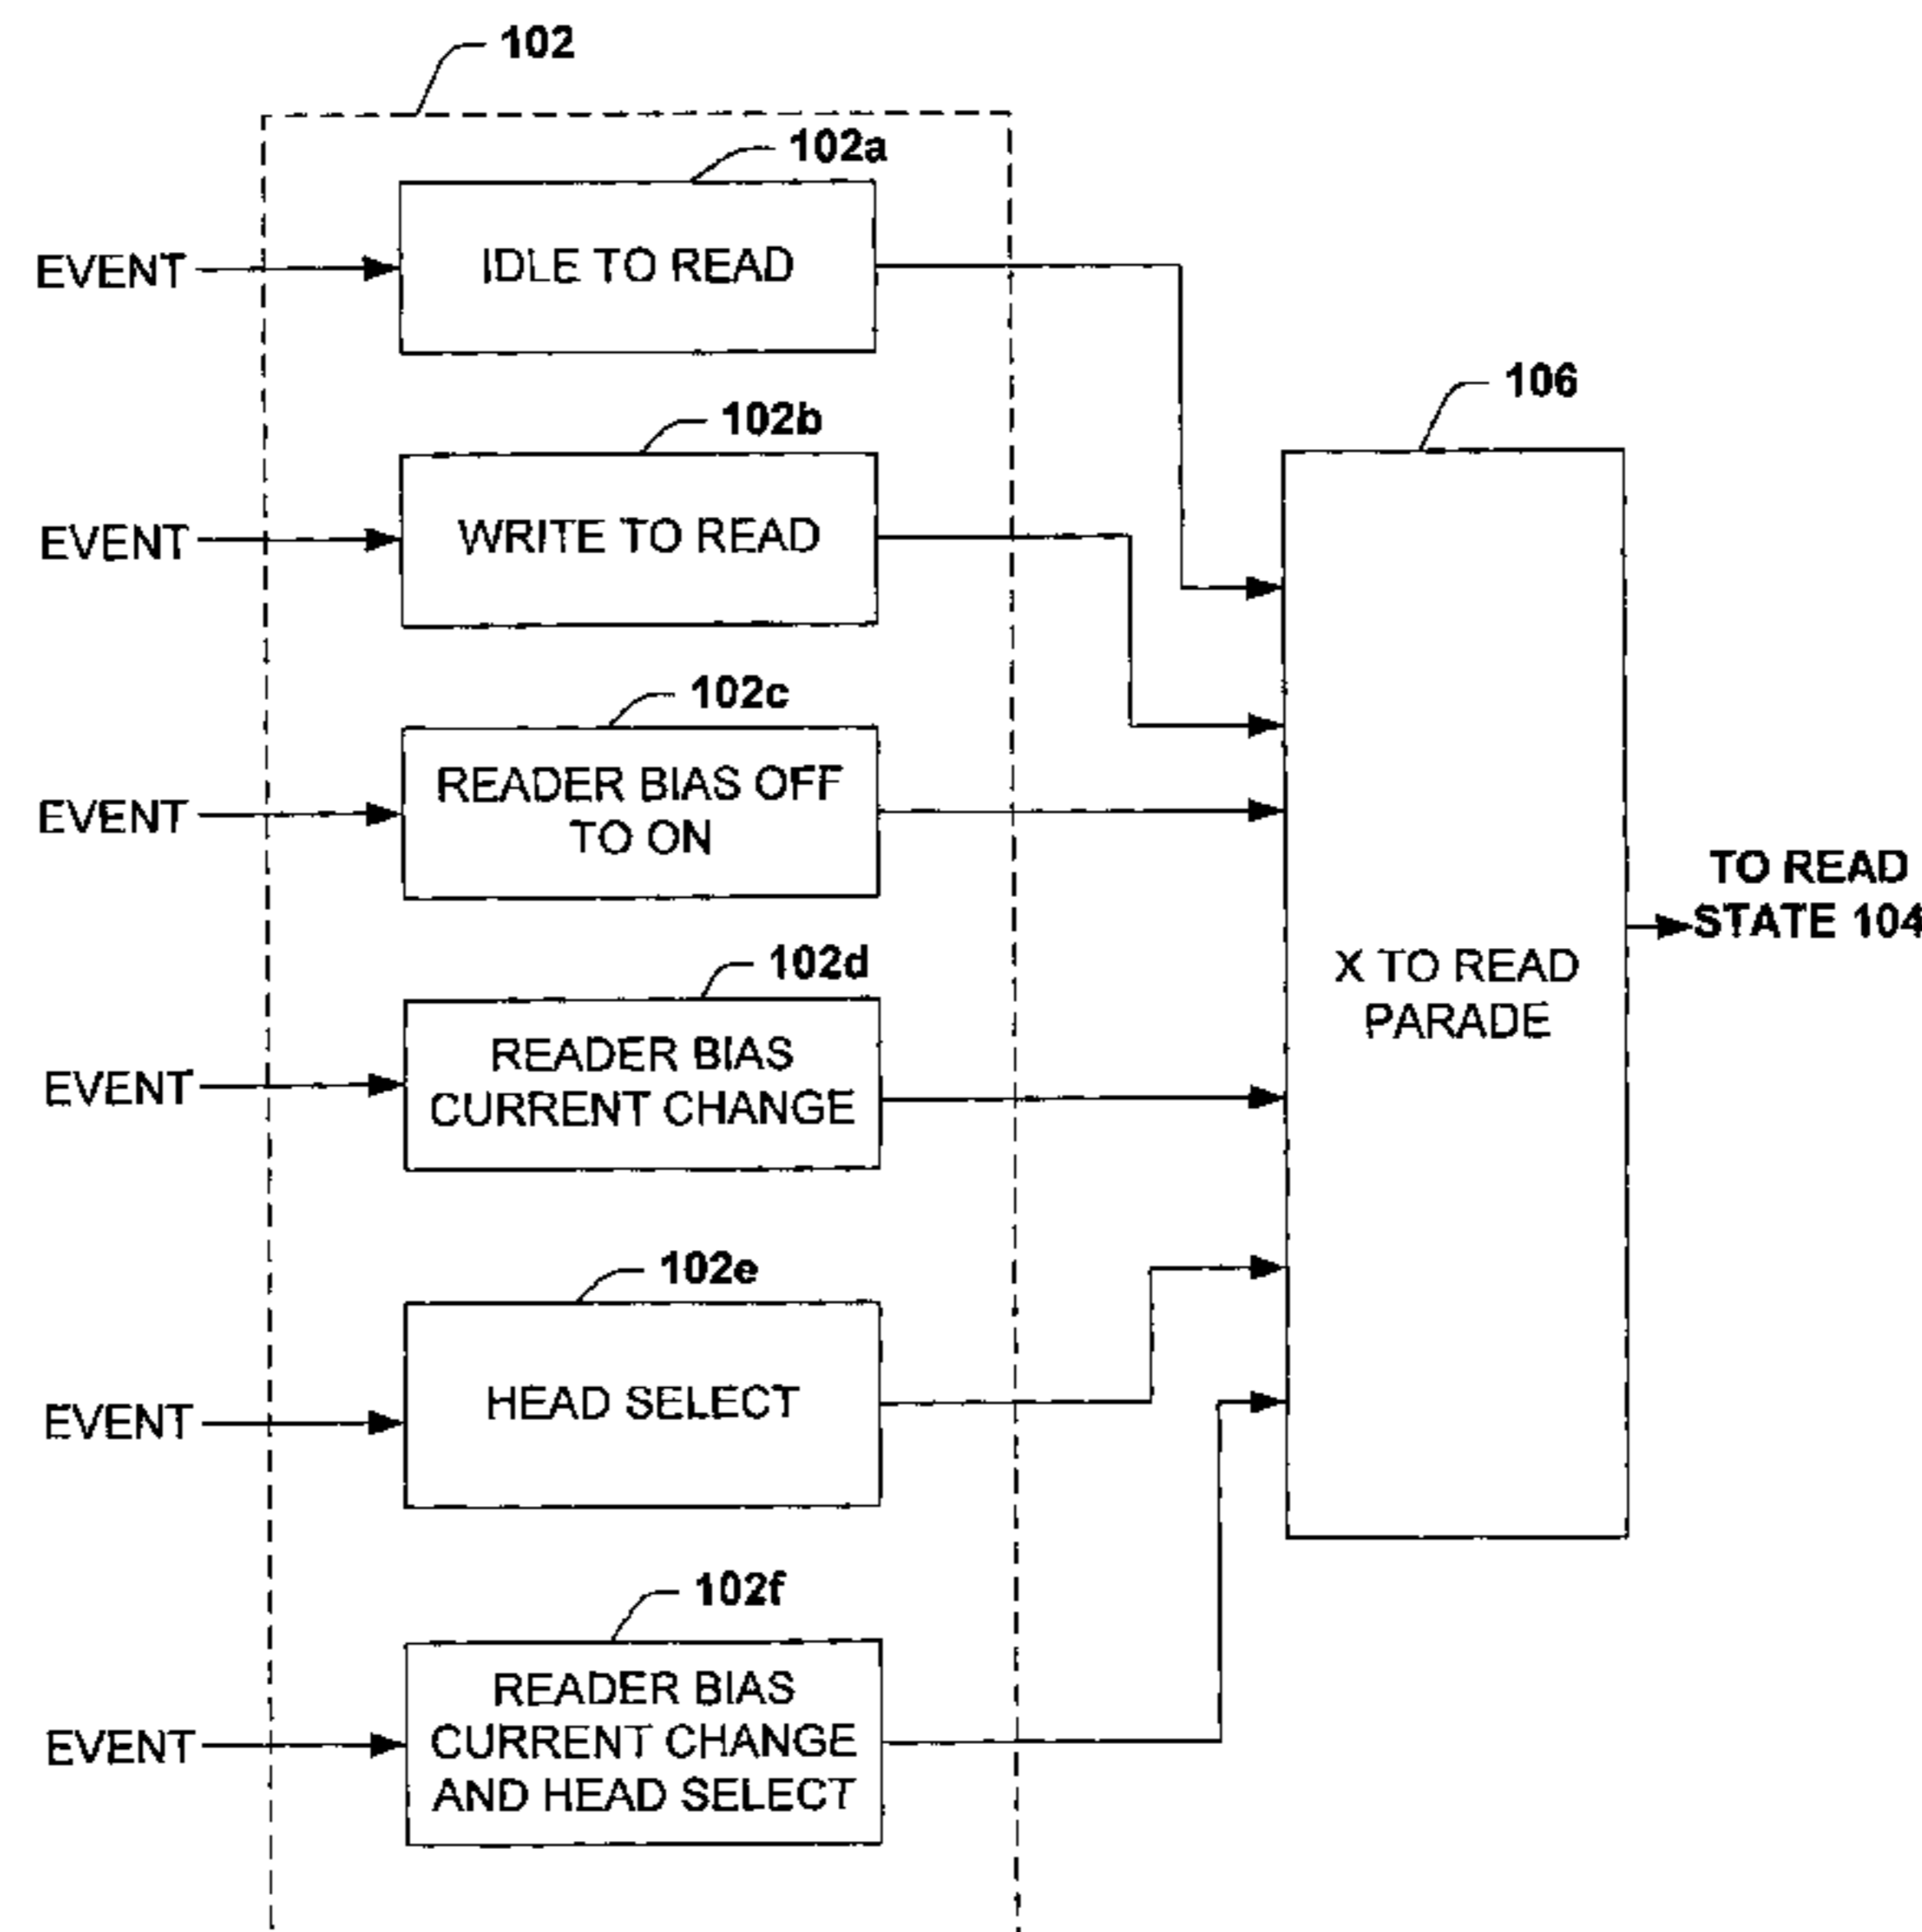 102
102a
EVENT
IDLE TO READ
106
102b
EVENT
WRITE TO READ
102c
EVENT
READER BIAS OFF
TO ON
TO READ
STATE 104
X TO READ
PARADE
102d
EVENT
READER BIAS
CURRENT CHANGE
102e
EVENT
HEAD SELECT
102f
EVENT
READER BIAS
CURRENT CHANGE
AND HEAD SELECT